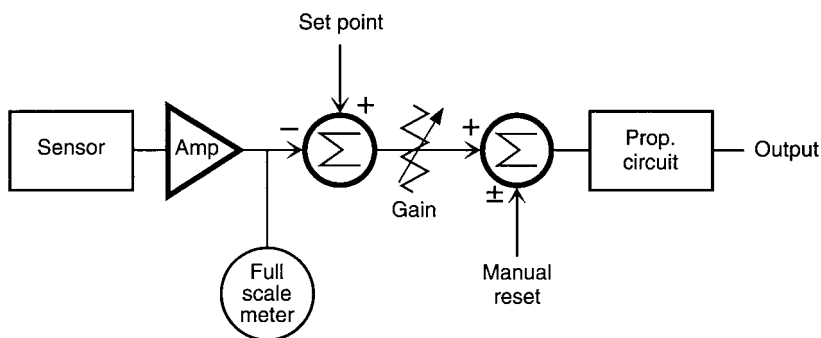 Set point
+
Sensor
Amp
−
Σ
+
Σ
±
Prop.
circuit
Output
Gain
Full
scale
meter
Manual
reset